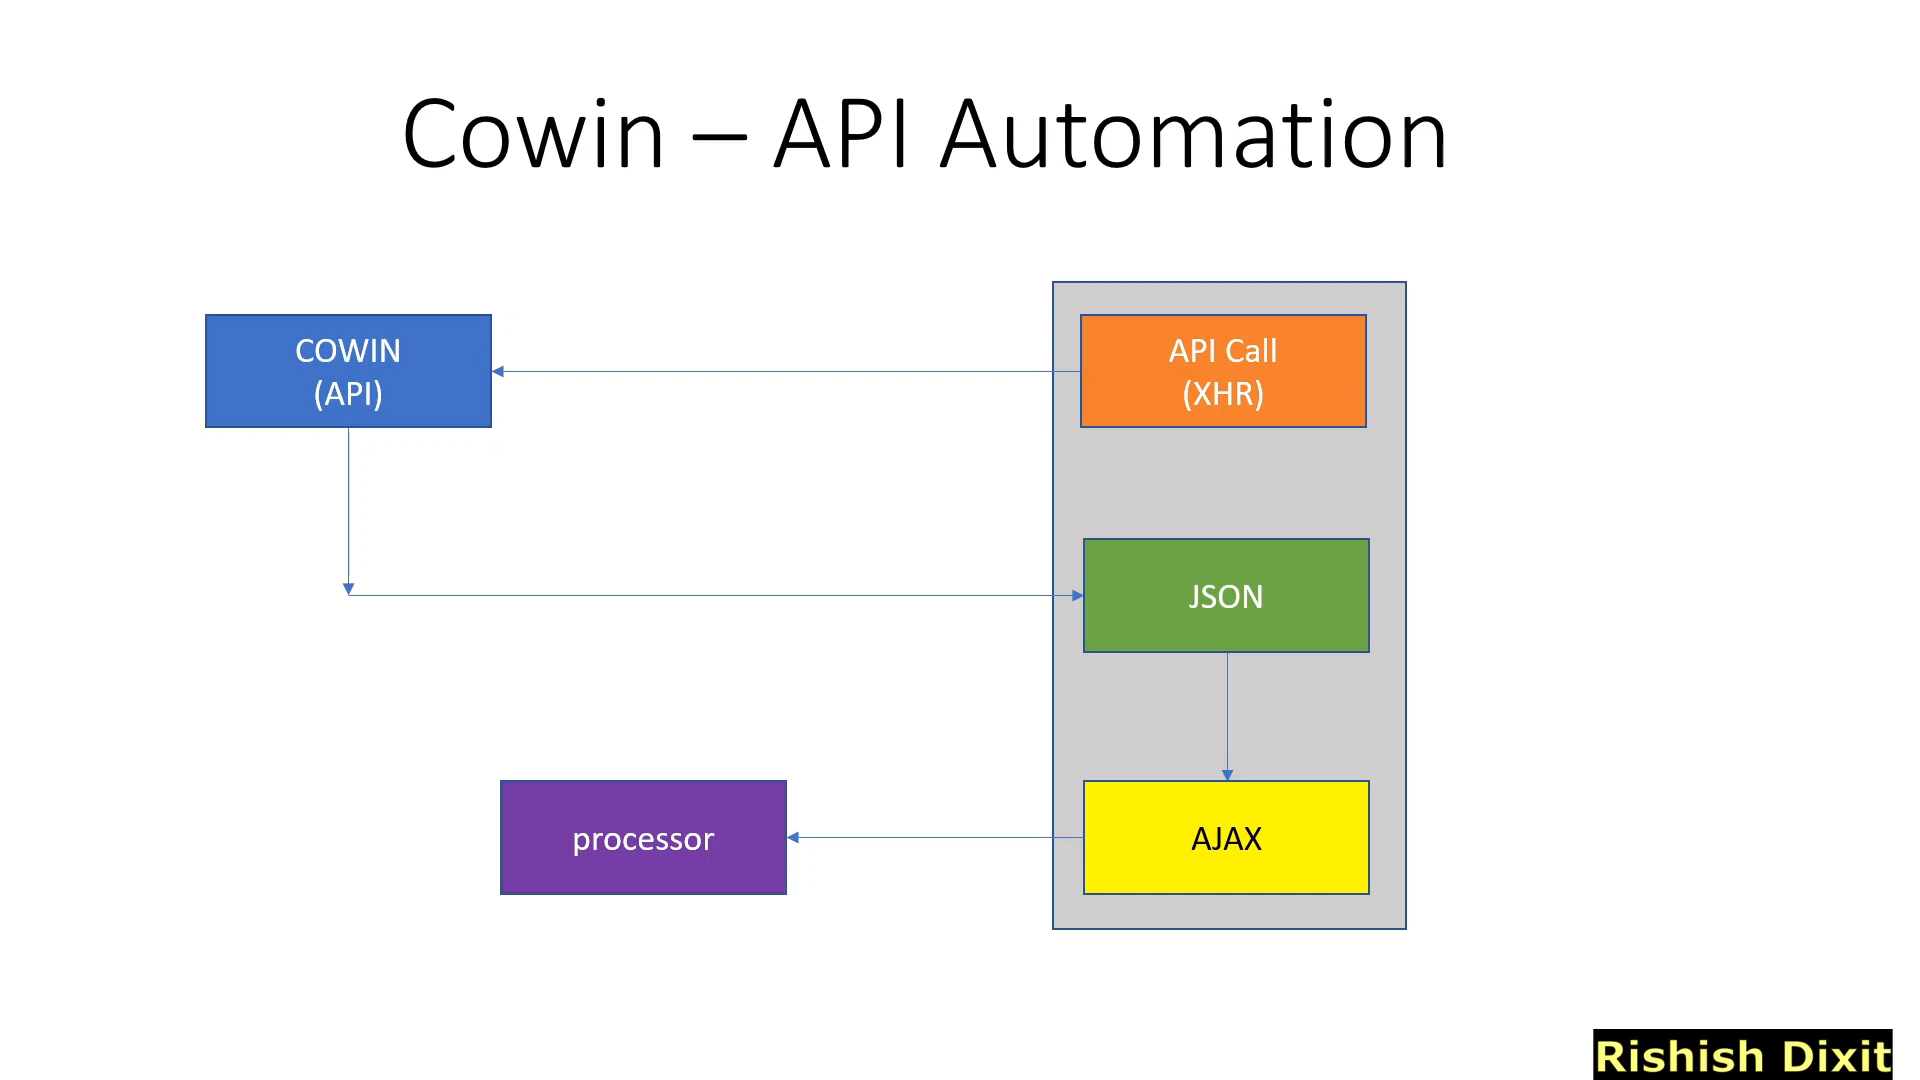 Cowin – API Automation
COWIN
(API)
API Call
(XHR)
JSON
processor
AJAX
Rishish Dixit